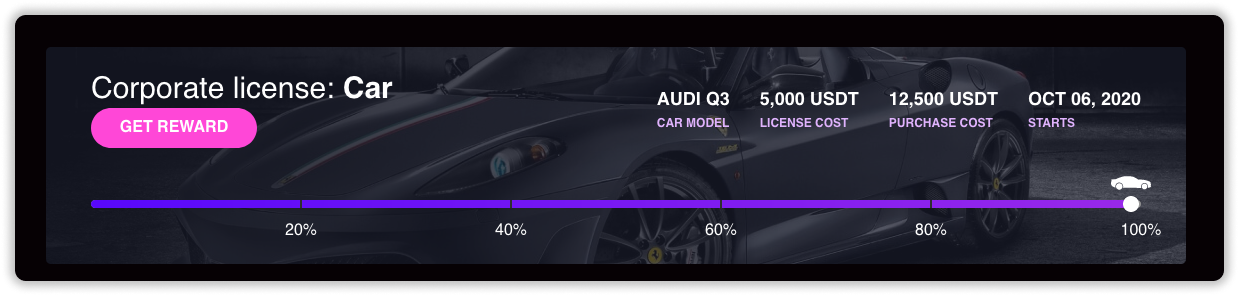 Corporate license: Car
GET REWARD
AUDI Q3 5,000 USDT 12,500 USDT OCT 06, 2020
CAR MODEL LICENSE COST PURCHASE COST STARTS
20% 40% 60% 80% 100%